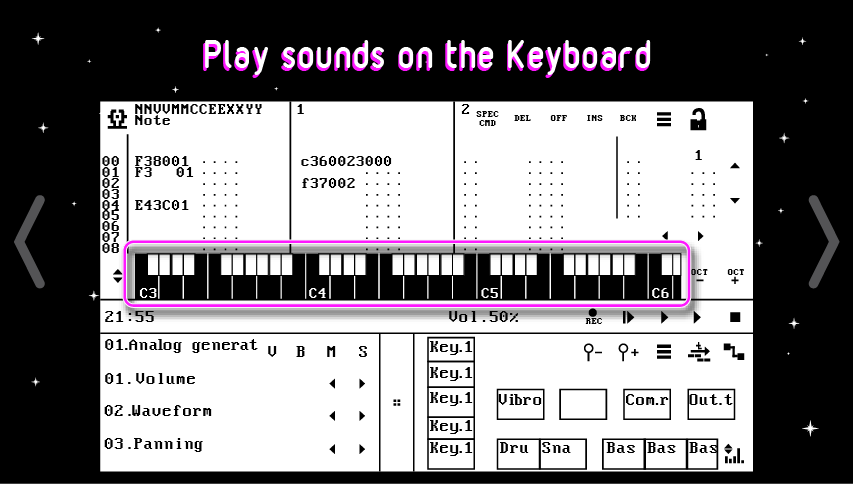 Play sounds on the Keyboard
NNVVMMCCEEXXYY
Note
1
2
SPEC CMD
DEL
OFF
INS
BCK
1
00 F38001 c360023000
01 F3 01
02 f37002
03
04 E43C01
05
06
07
08
C3
C4
C5
C6
OCT -
OCT +
21:55
Vol.50%
REC
01.Analog generat V B M S
01.Volume
02.Waveform
03.Panning
Key.1
Key.1
Key.1
Key.1
Key.1
Vibro
Com.r
Out.t
Dru
Sna
Bas
Bas
Bas